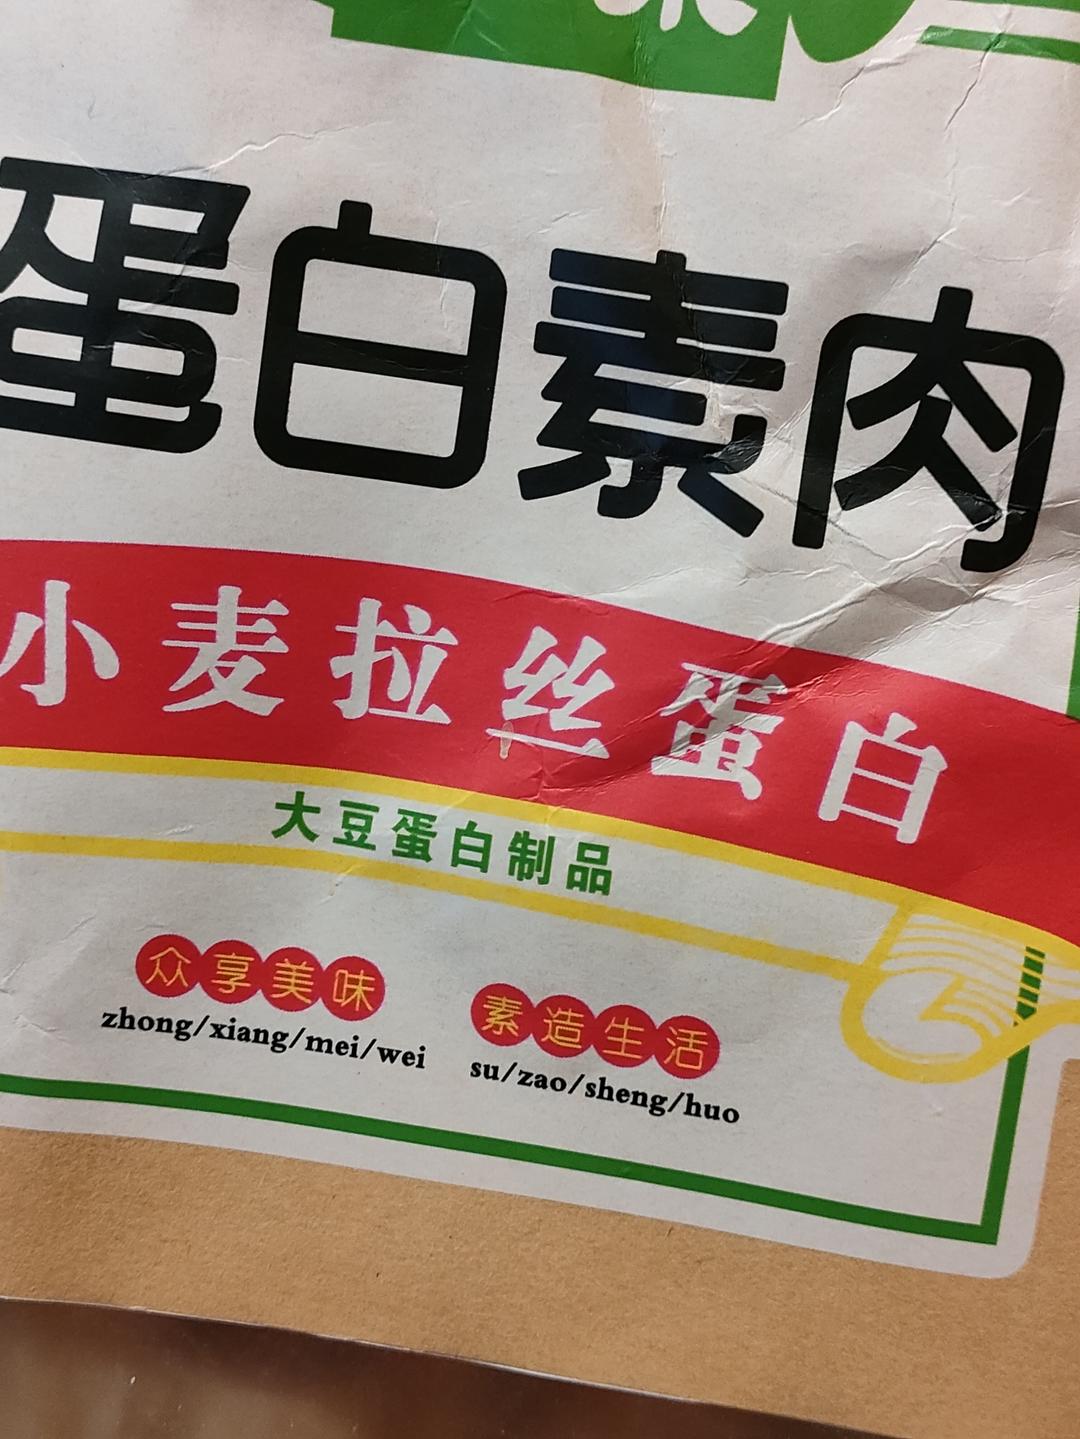 蛋白素肉
小麦拉丝蛋白
大豆蛋白制品
众享美味
zhong/xiang/mei/wei
素造生活
su/zao/sheng/huo